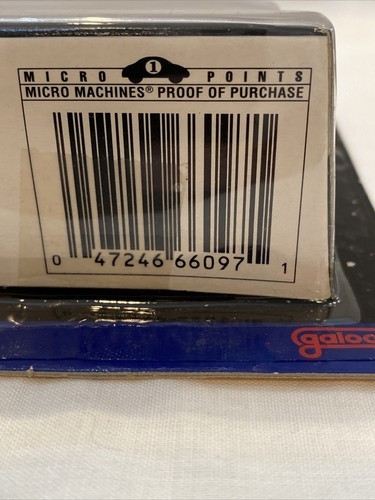 MICRO 1 POINTS
MICRO MACHINES® PROOF OF PURCHASE
0 47246 66097 1